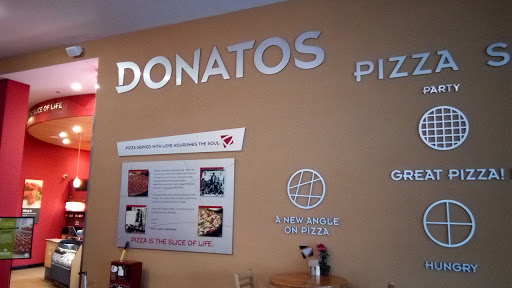 DONATOS
PIZZA S
PARTY
SLICE OF LIFE
PIZZA SERVED WITH LOVE NOURISHES THE SOUL
GREAT PIZZA!
A NEW ANGLE
ON PIZZA
PIZZA IS THE SLICE OF LIFE.
HUNGRY